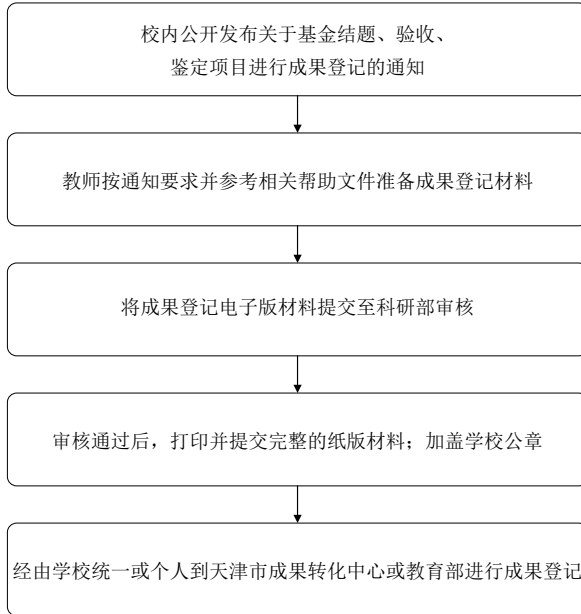 校内公开发布关于基金结题、验收、
鉴定项目进行成果登记的通知
教师按通知要求并参考相关帮助文件准备成果登记材料
将成果登记电子版材料提交至科研部审核
审核通过后，打印并提交完整的纸版材料；加盖学校公章
经由学校统一或个人到天津市成果转化中心或教育部进行成果登记